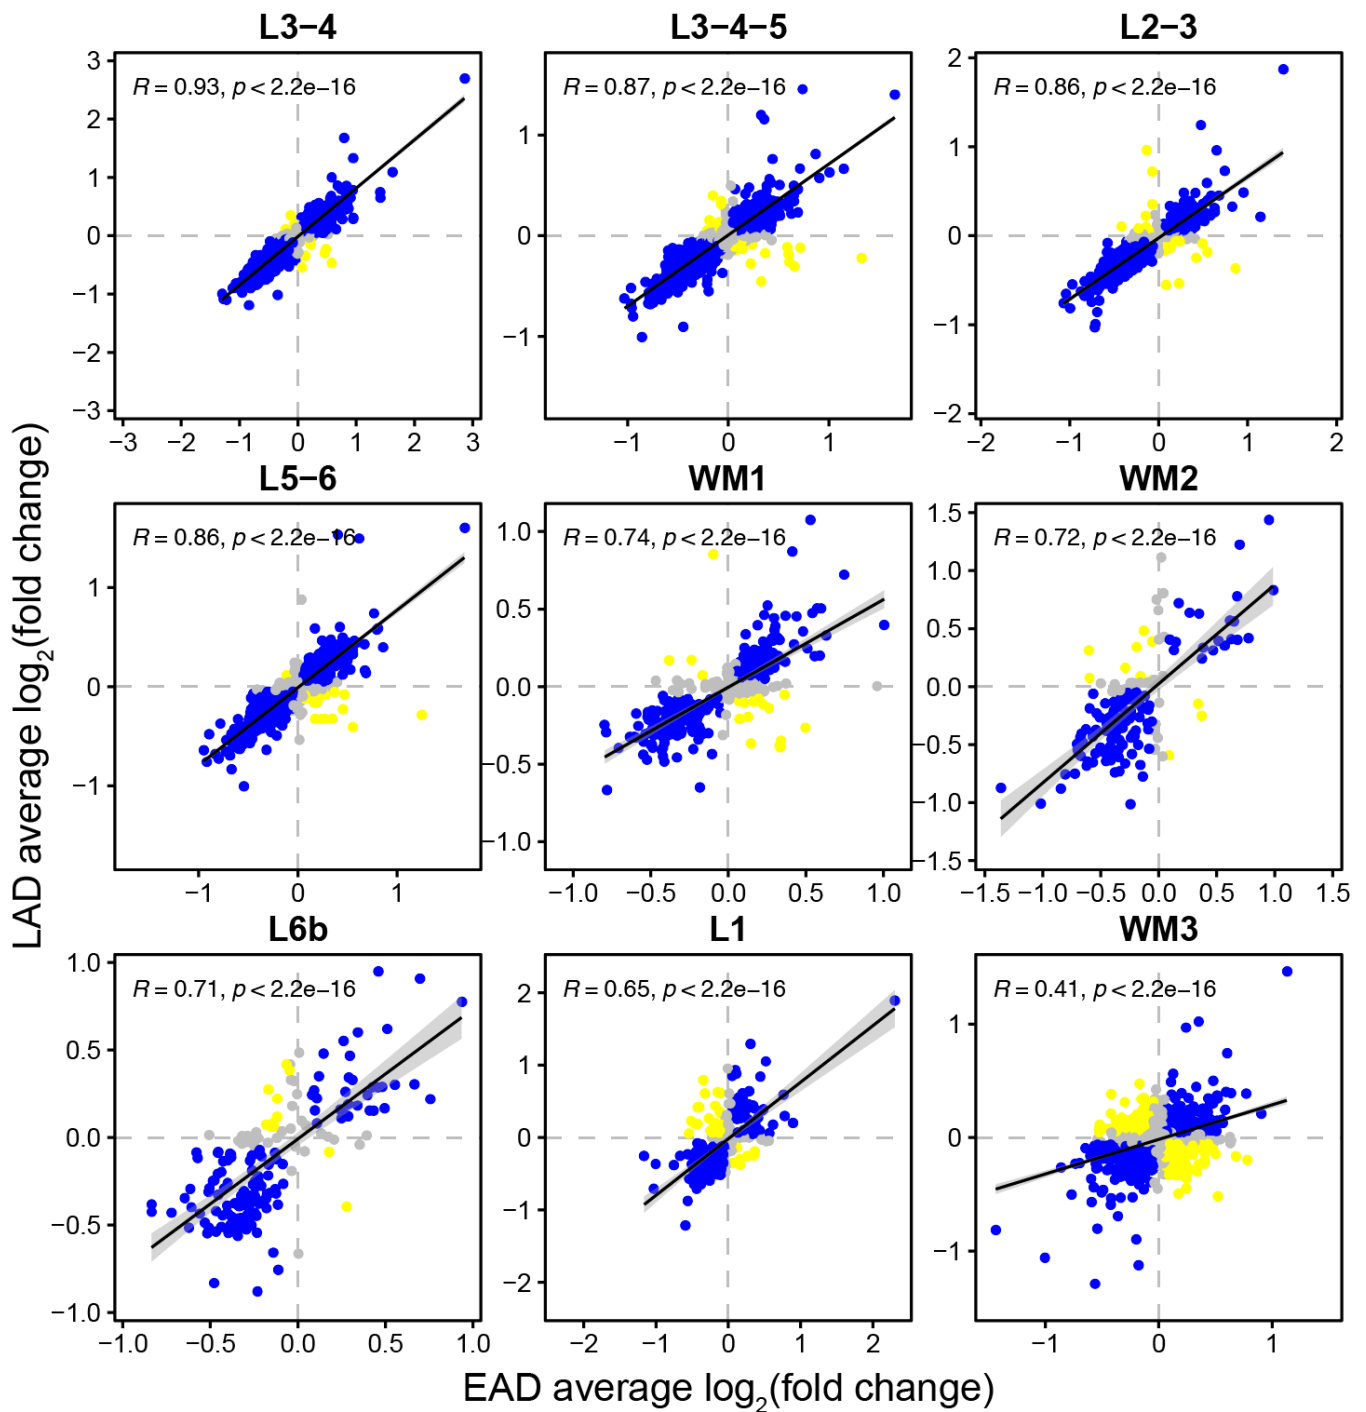 L3−4
L3−4−5
L2−3
R = 0.93, p < 2.2e−16
R = 0.87, p < 2.2e−16
R = 0.86, p < 2.2e−16
3
2
1
0
−1
−2
−3
1
0
−1
2
1
0
−1
−2
−3 −2 −1 0 1 2 3
−1 0 1
−2 −1 0 1 2
L5−6
WM1
WM2
R = 0.86, p < 2.2e−16
R = 0.74, p < 2.2e−16
R = 0.72, p < 2.2e−16
1
0
−1
1.0
0.5
0.0
−0.5
−1.0
1.5
1.0
0.5
0.0
−0.5
−1.0
−1.5
−1 0 1
−1.0 −0.5 0.0 0.5 1.0
−1.5 −1.0 −0.5 0.0 0.5 1.0 1.5
L6b
L1
WM3
R = 0.71, p < 2.2e−16
R = 0.65, p < 2.2e−16
R = 0.41, p < 2.2e−16
1.0
0.5
0.0
−0.5
−1.0
2
1
0
−1
−2
1
0
−1
−1.0 −0.5 0.0 0.5 1.0
−2 −1 0 1 2
−1 0 1
LAD average log2(fold change)
EAD average log2(fold change)